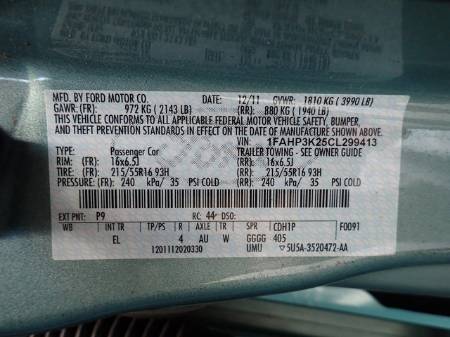 MFD. BY FORD MOTOR CO. DATE: 12/11 GVWR: 1810 KG ( 3990 LB)
GAWR: (FR): 972 KG ( 2143 LB) (RR): 880 KG ( 1940 LB)
THIS VEHICLE CONFORMS TO ALL APPLICABLE FEDERAL MOTOR VEHICLE SAFETY BUMPER,
AND THEFT PREVENTION STANDARDS IN EFFECT ON THE DATE OF MANUFACTURE SHOWN ABOVE.
VIN: 1FAHP3K25CL299413
TYPE: Passenger Car TRAILER TOWING - SEE OWNER GUIDE
RIM: (FR) 16x6.5J (RR): 16x6.5J
TIRE: (FR): 215/55R16 93H (RR): 215/55R16 93H
PRESSURE: (FR): 240 kPa/ 35 PSI COLD (RR): 240 kPa/ 35 PSI COLD
EXT PNT: P9 RC: 44 DSO:
WB INT TR TP/PS R AXLE TR CDH1P F0091
EL 4 AU W GGGG 405
1201112020330 UMU ▽5U5A-3520472-AA